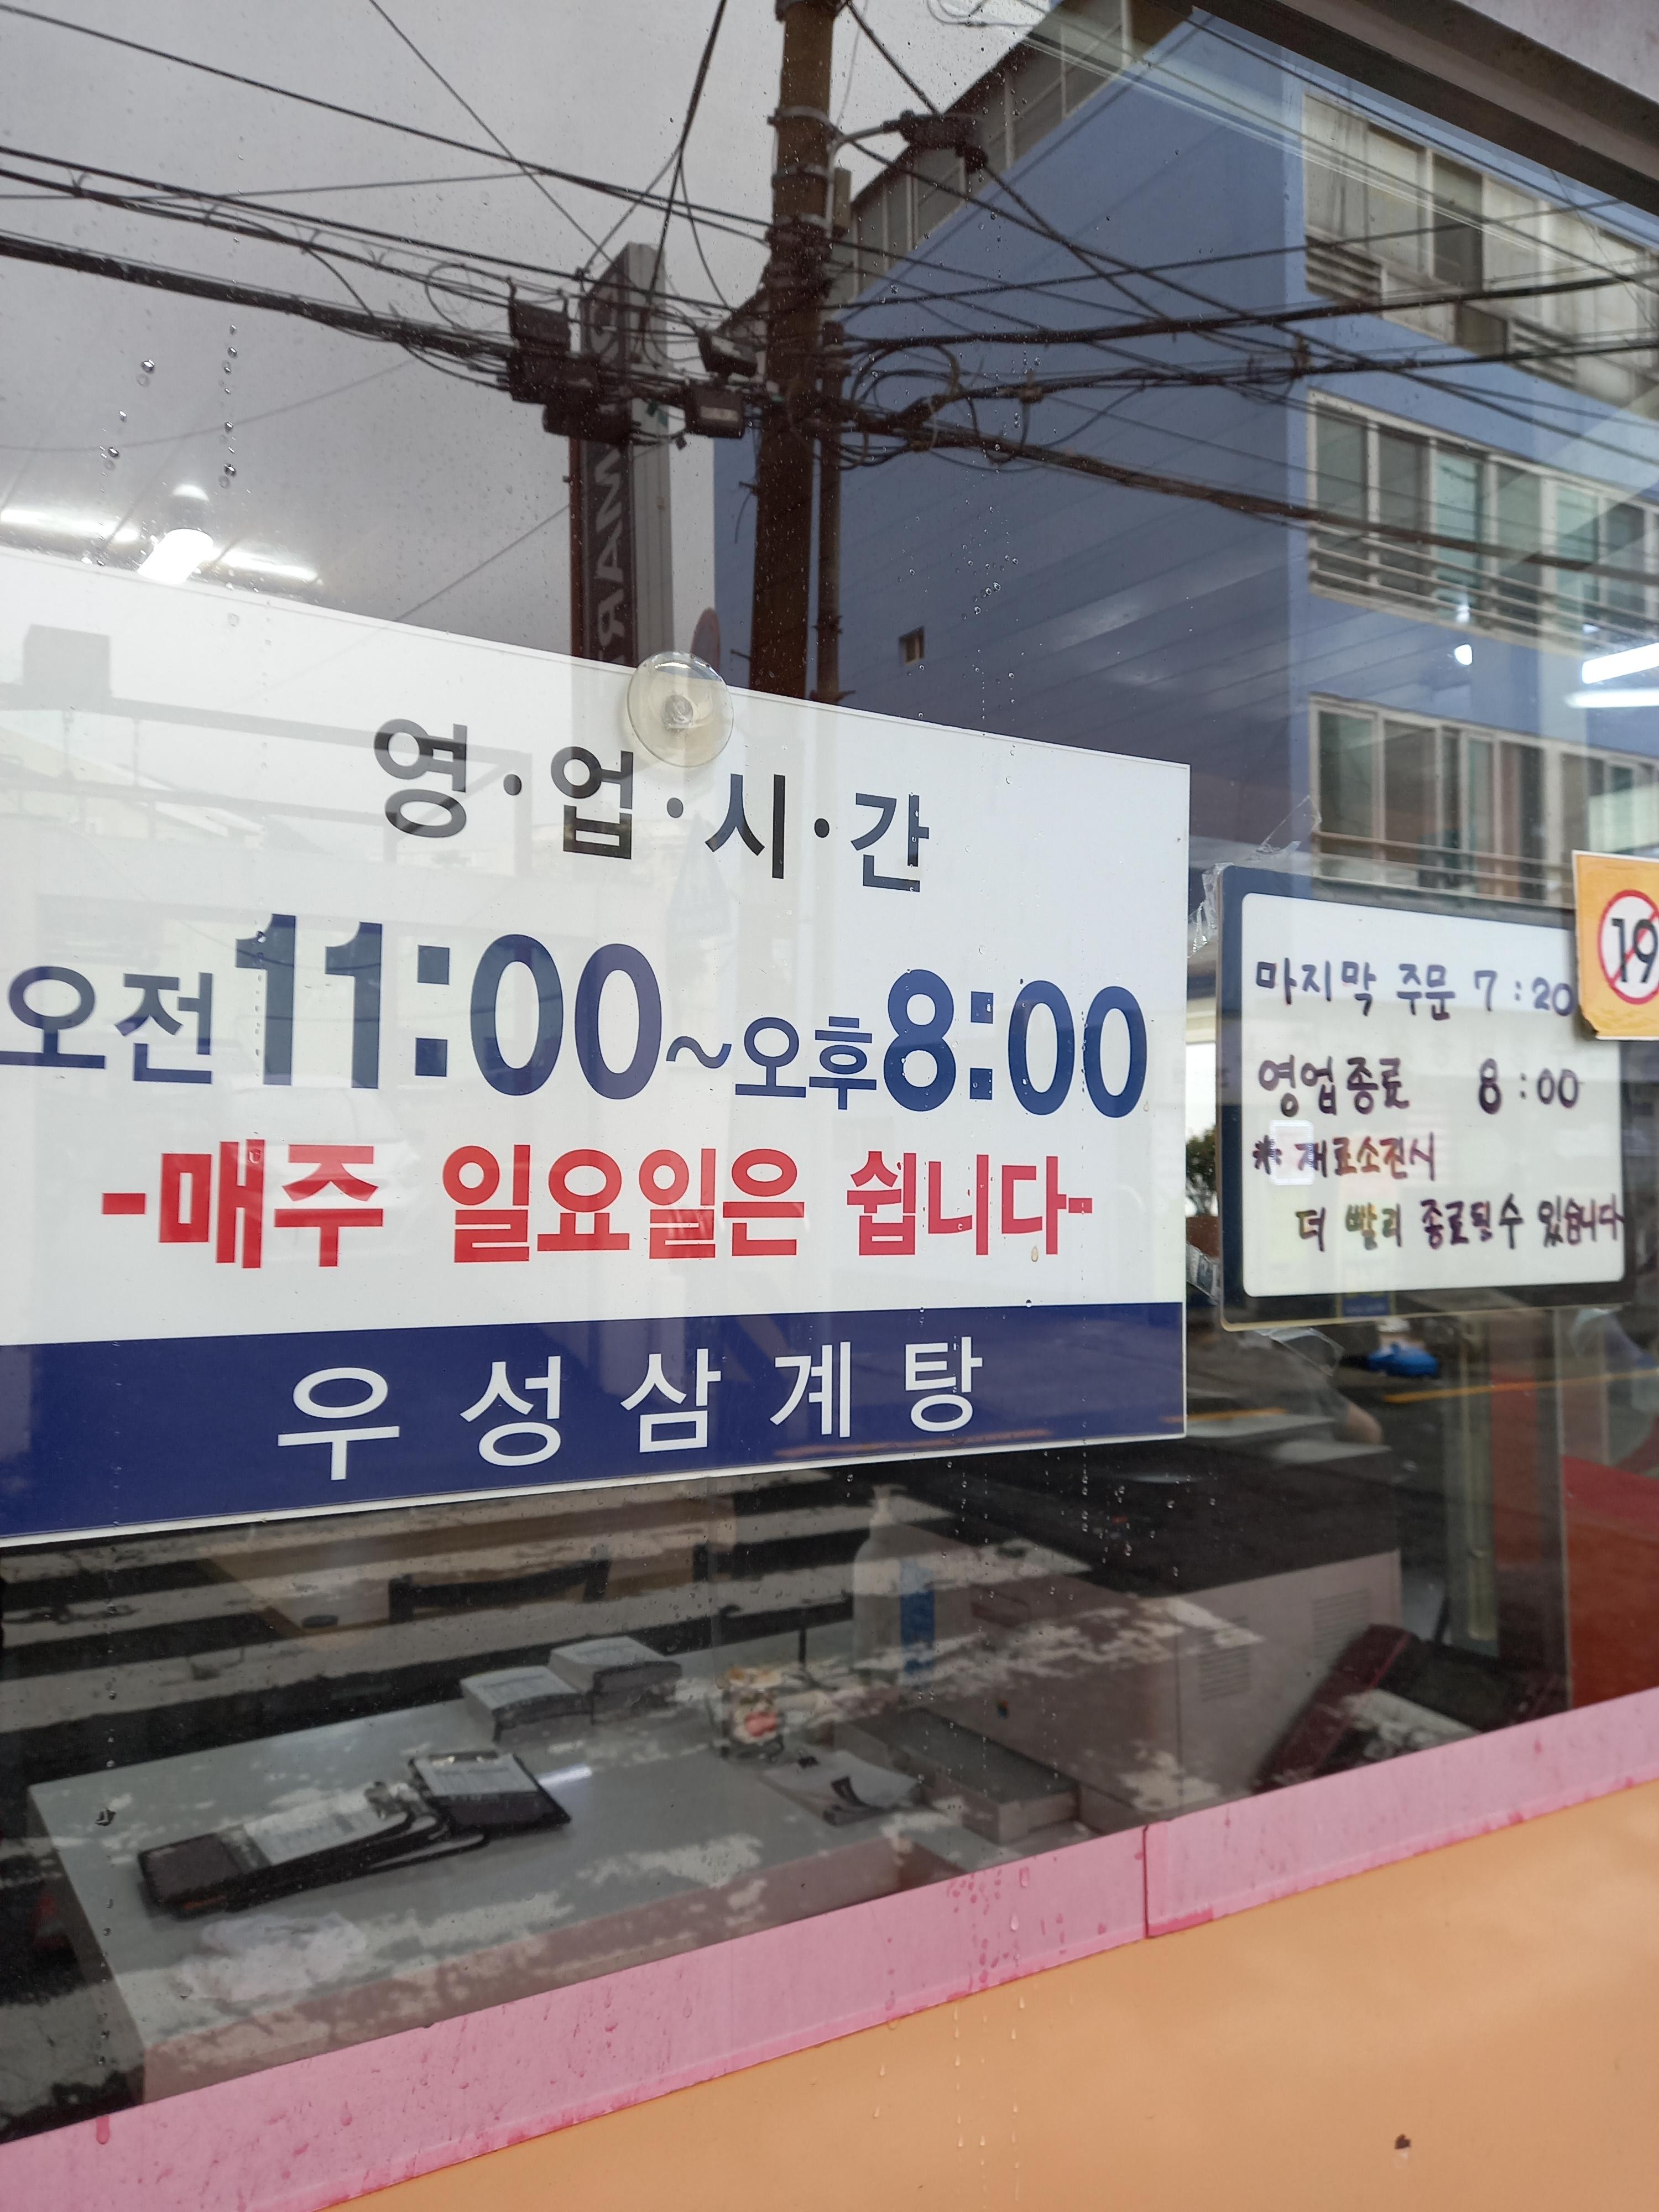 영·업·시·간
오전 11:00~오후 8:00
-매주 일요일은 쉽니다-
우성삼계탕
마지막 주문 7:20
영업종료 8:00
※ 재료소진시
더 빨리 종료될수 있습니다
19
MART